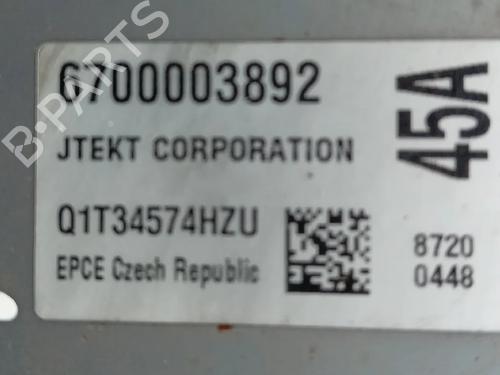 6700003892
45A
JTEKT CORPORATION
Q1T34574HZU
8720
EPCE Czech Republic
0448
B-PARTS